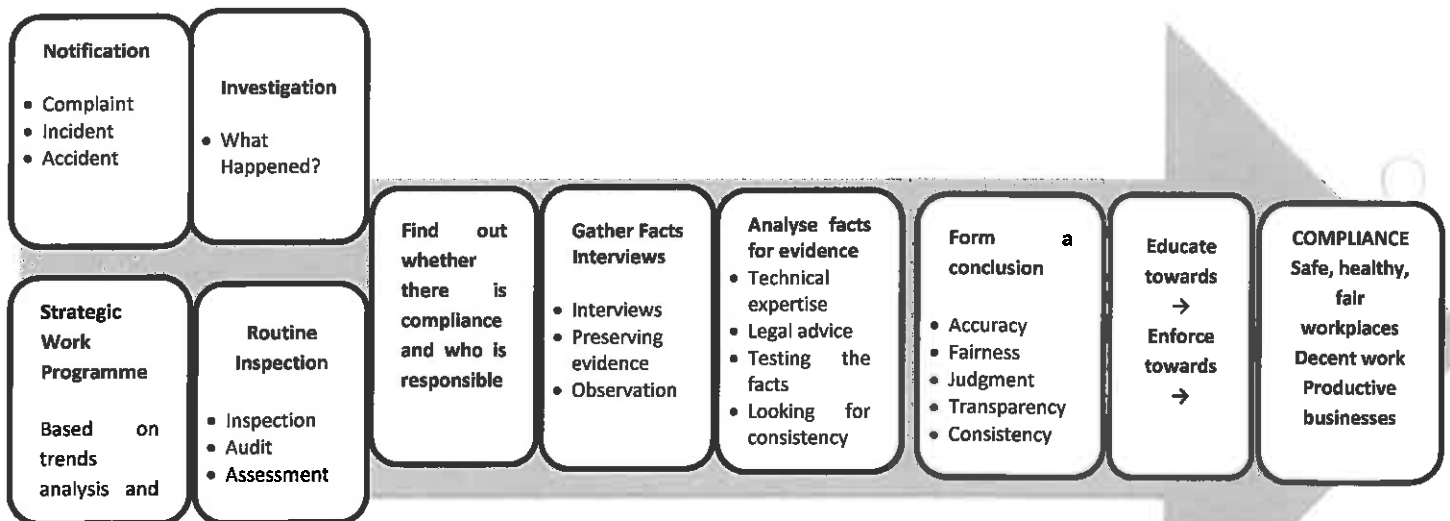 Notification
• Complaint
• Incident
• Accident
Investigation
• What
Happened?
Strategic
Work
Programme
Based on
trends
analysis and
Routine
Inspection
• Inspection
• Audit
• Assessment
Find out
whether
there is
compliance
and who is
responsible
Gather Facts
Interviews
• Interviews
• Preserving
evidence
• Observation
Analyse facts
for evidence
• Technical
expertise
• Legal advice
• Testing the
facts
• Looking for
consistency
Form a
conclusion
• Accuracy
• Fairness
• Judgment
• Transparency
• Consistency
Educate
towards
→
Enforce
towards
→
COMPLIANCE
Safe, healthy,
fair
workplaces
Decent work
Productive
businesses